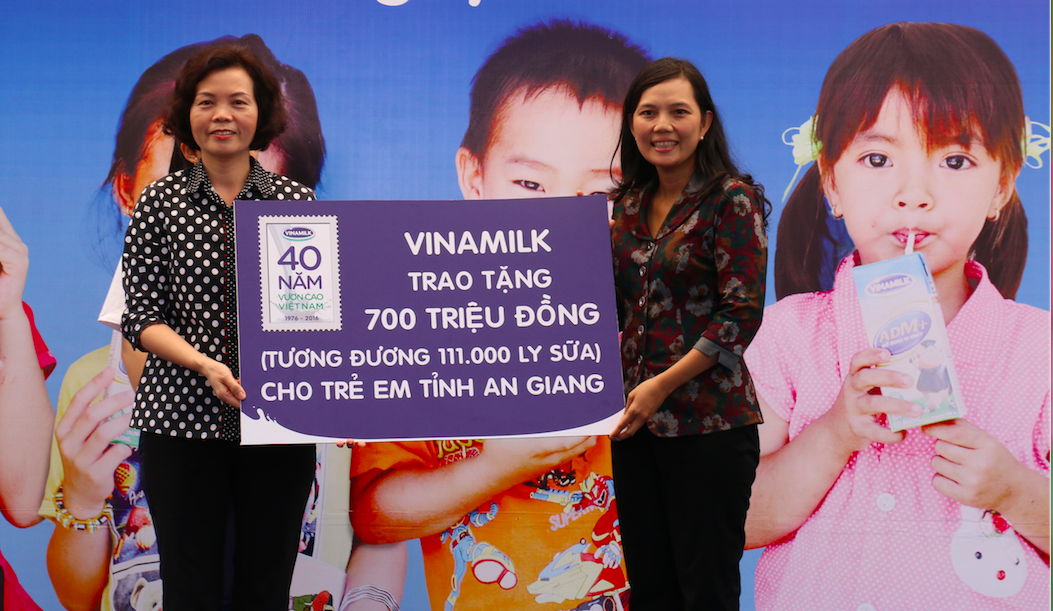 VINAMILK
40
NĂM
VƯƠN CAO
VIỆT NAM
1976 - 2016
VINAMILK
TRAO TẶNG
700 TRIỆU ĐỒNG
(TƯƠNG ĐƯƠNG 111.000 LY SỮA)
CHO TRẺ EM TỈNH AN GIANG
VINAMILK
ADM+